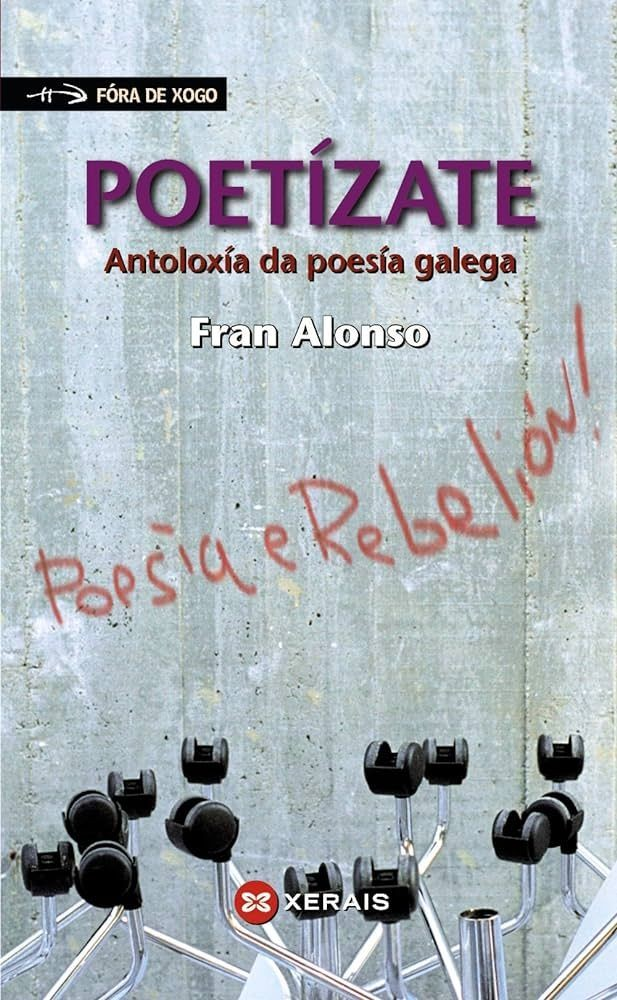 FÓRA DE XOGO
POETÍZATE
Antoloxía da poesía galega
Fran Alonso
Poesía e Rebelión!
XERAIS